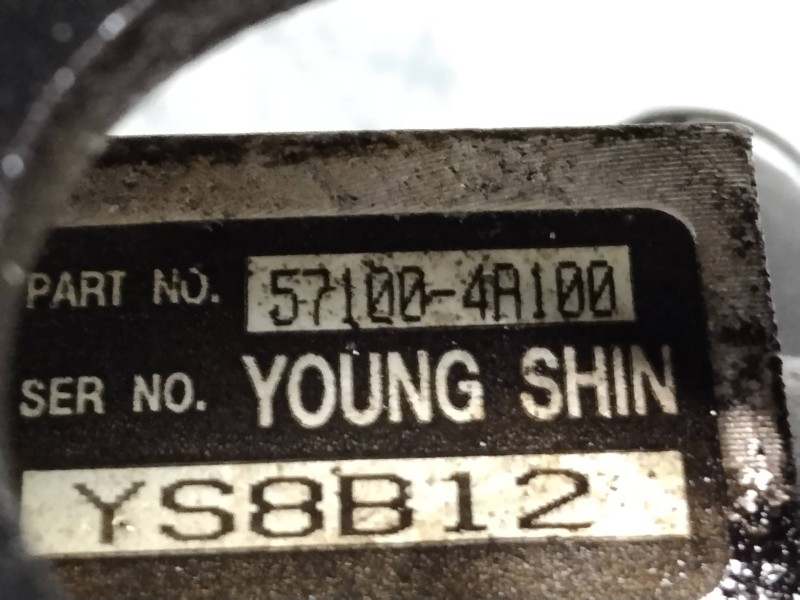 PART NO. 57100-4A100
SER NO. YOUNG SHIN
YS8B12